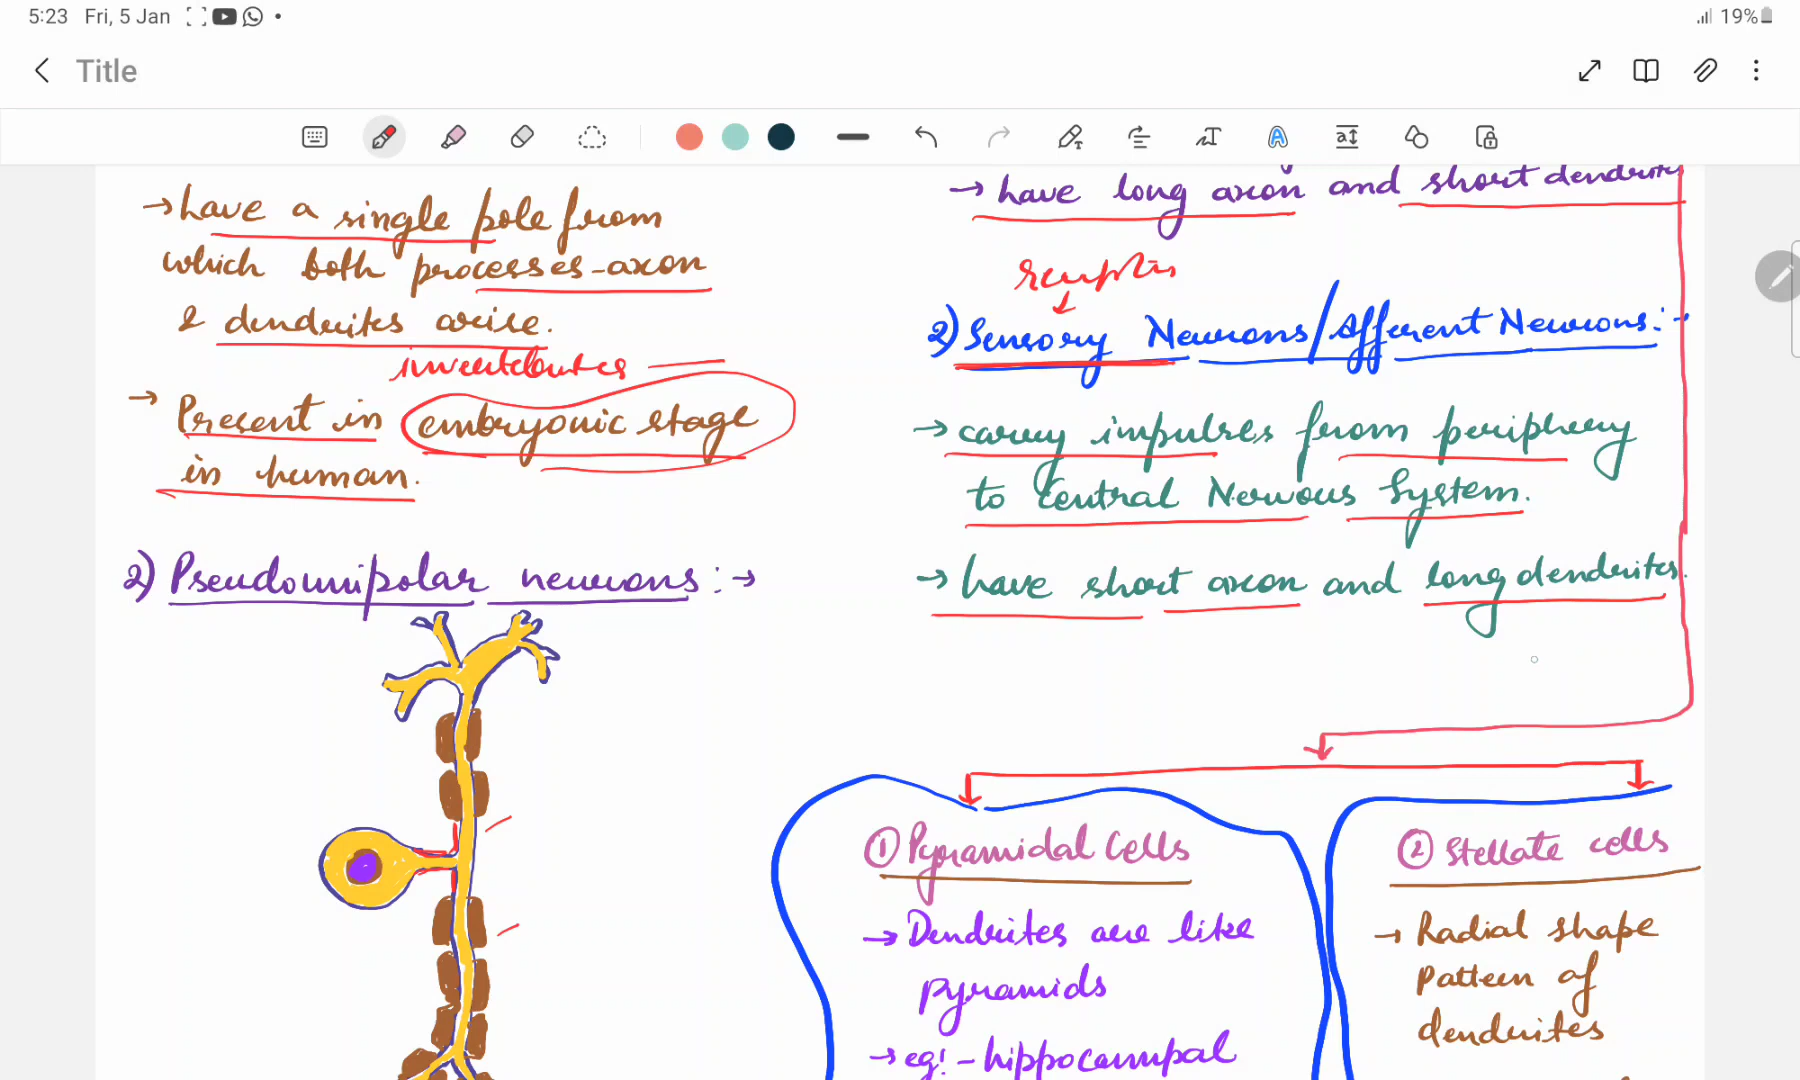 5:23 Fri, 5 Jan
19%
Title
→ have a single pole from
which both processes-axon
& dendrites arise.
invertebrates
→ Present in embryonic stage
in human.
2) Pseudounipolar neurons :→
→ have long axon and short dendrites
2) Sensory Neurons/Afferent Neurons:-
→ carry impulses from periphery
to Central Nervous System.
→ have short axon and long dendrites.
① Pyramidal Cells
→ Dendrites are like
pyramids
→ eg:- hippocampal
② Stellate cells
→ Radial shape
Pattern of
dendrites